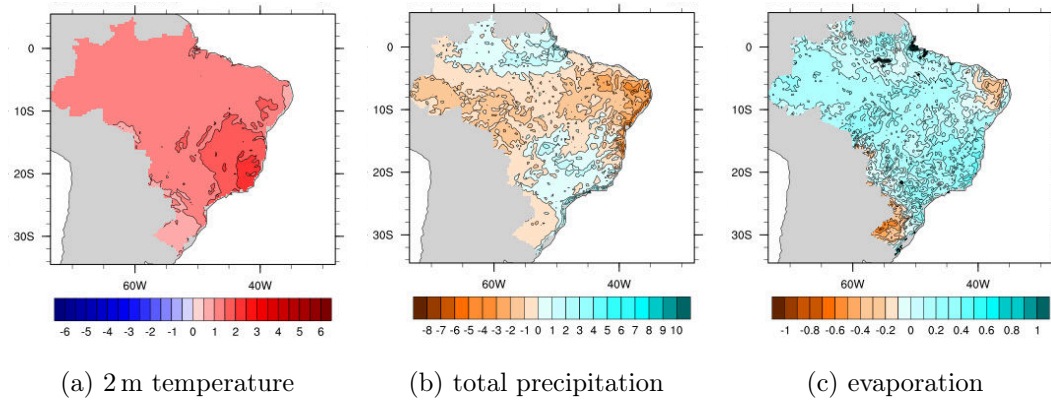 0
10S
20S
30S
60W
40W
-6 -5 -4 -3 -2 -1 0 1 2 3 4 5 6
(a) 2 m temperature
0
10S
20S
30S
60W
40W
-8 -7 -6 -5 -4 -3 -2 -1 0 1 2 3 4 5 6 7 8 9 10
(b) total precipitation
0
10S
20S
30S
60W
40W
-1 -0.8 -0.6 -0.4 -0.2 0 0.2 0.4 0.6 0.8 1
(c) evaporation